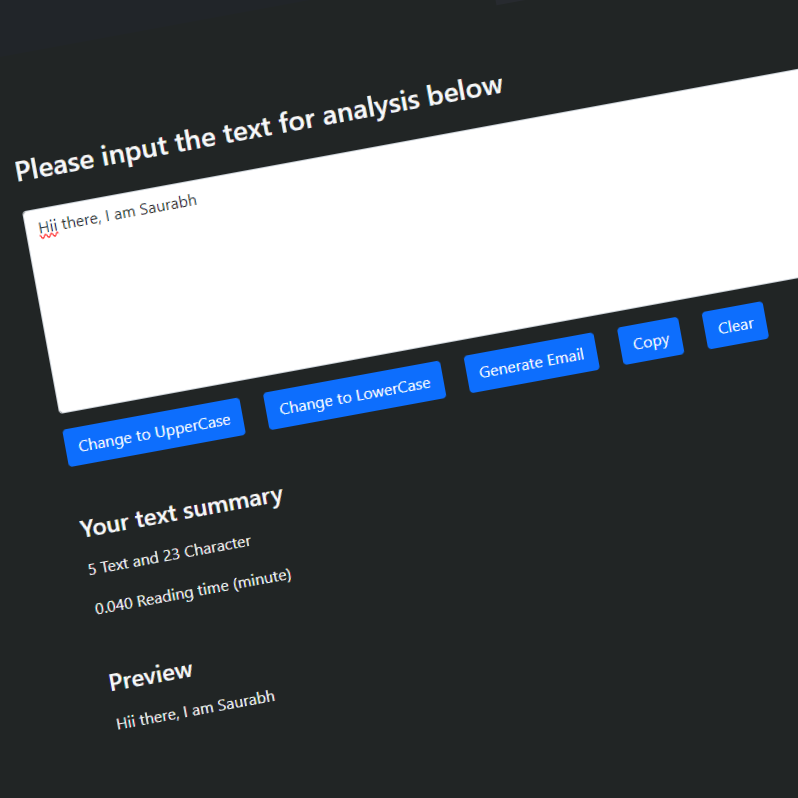 Please input the text for analysis below
Hii there, I am Saurabh
Change to UpperCase Change to LowerCase Generate Email Copy Clear
Your text summary
5 Text and 23 Character
0.040 Reading time (minute)
Preview
Hii there, I am Saurabh